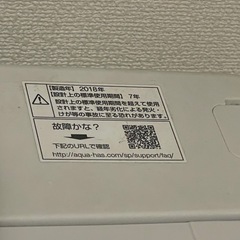 【製造年】2018年
【設計上の標準使用期間】7年
設計上の標準使用期間を超えて使用
されますと、経年劣化による発火・
けが等の事故に至る恐れがあります。
故障かな？
下記のURLで確認
http://aqua-has.com/sp/support/faq/